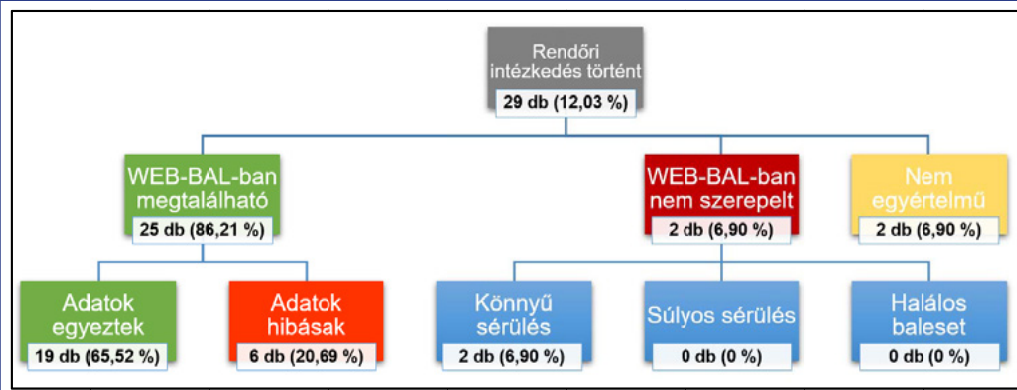 Rendőri
intézkedés történt
29 db (12,03 %)
WEB-BAL-ban
megtalálható
25 db (86,21 %)
WEB-BAL-ban
nem szerepelt
2 db (6,90 %)
Nem
egyértelmű
2 db (6,90 %)
Adatok
egyeztek
19 db (65,52 %)
Adatok
hibásak
6 db (20,69 %)
Könnyű
sérülés
2 db (6,90 %)
Súlyos sérülés
0 db (0 %)
Halálos
baleset
0 db (0 %)